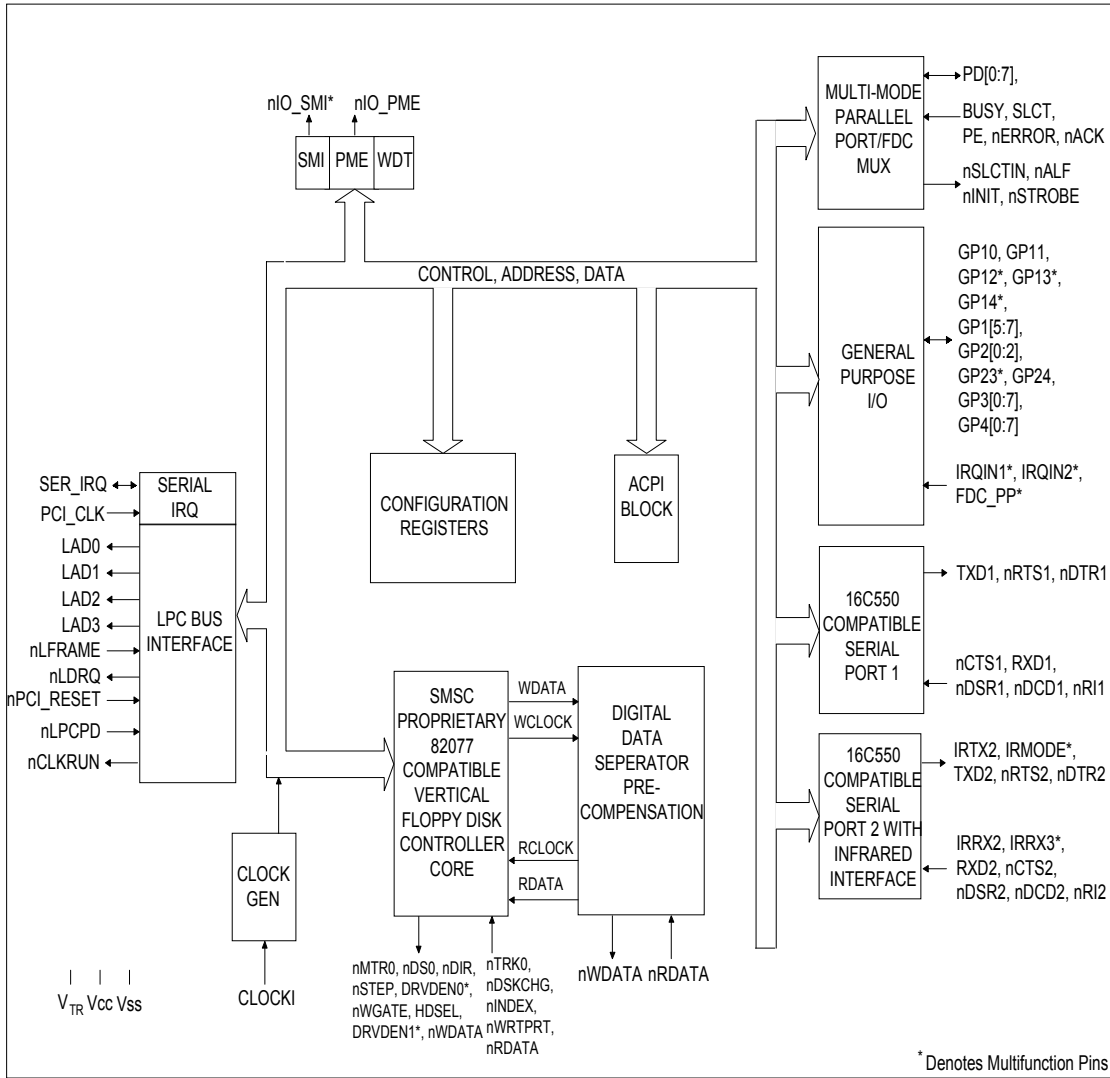 nIO_SMI*
nIO_PME
SMI
PME
WDT
CONTROL, ADDRESS, DATA
MULTI-MODE
PARALLEL
PORT/FDC
MUX
PD[0:7],
BUSY, SLCT,
PE, nERROR, nACK
nSLCTIN, nALF
nINIT, nSTROBE
GENERAL
PURPOSE
I/O
GP10, GP11,
GP12*, GP13*,
GP14*,
GP1[5:7],
GP2[0:2],
GP23*, GP24,
GP3[0:7],
GP4[0:7]
IRQIN1*, IRQIN2*,
FDC_PP*
SER_IRQ
PCI_CLK
SERIAL
IRQ
LAD0
LAD1
LAD2
LAD3
nLFRAME
nLDRQ
nPCI_RESET
nLPCPD
nCLKRUN
LPC BUS
INTERFACE
CONFIGURATION
REGISTERS
ACPI
BLOCK
16C550
COMPATIBLE
SERIAL
PORT 1
TXD1, nRTS1, nDTR1
nCTS1, RXD1,
nDSR1, nDCD1, nRI1
SMSC
PROPRIETARY
82077
COMPATIBLE
VERTICAL
FLOPPY DISK
CONTROLLER
CORE
WDATA
WCLOCK
RCLOCK
RDATA
DIGITAL
DATA
SEPERATOR
PRE-
COMPENSATION
16C550
COMPATIBLE
SERIAL
PORT 2 WITH
INFRARED
INTERFACE
IRTX2, IRMODE*,
TXD2, nRTS2, nDTR2
IRRX2, IRRX3*,
RXD2, nCTS2,
nDSR2, nDCD2, nRI2
CLOCK
GEN
CLOCKI
nMTR0, nDS0, nDIR,
nSTEP, DRVDEN0*,
nWGATE, HDSEL,
DRVDEN1*, nWDATA
nTRK0,
nDSKCHG,
nINDEX,
nWRTPRT,
nRDATA
nWDATA
nRDATA
VTR Vcc Vss
* Denotes Multifunction Pins